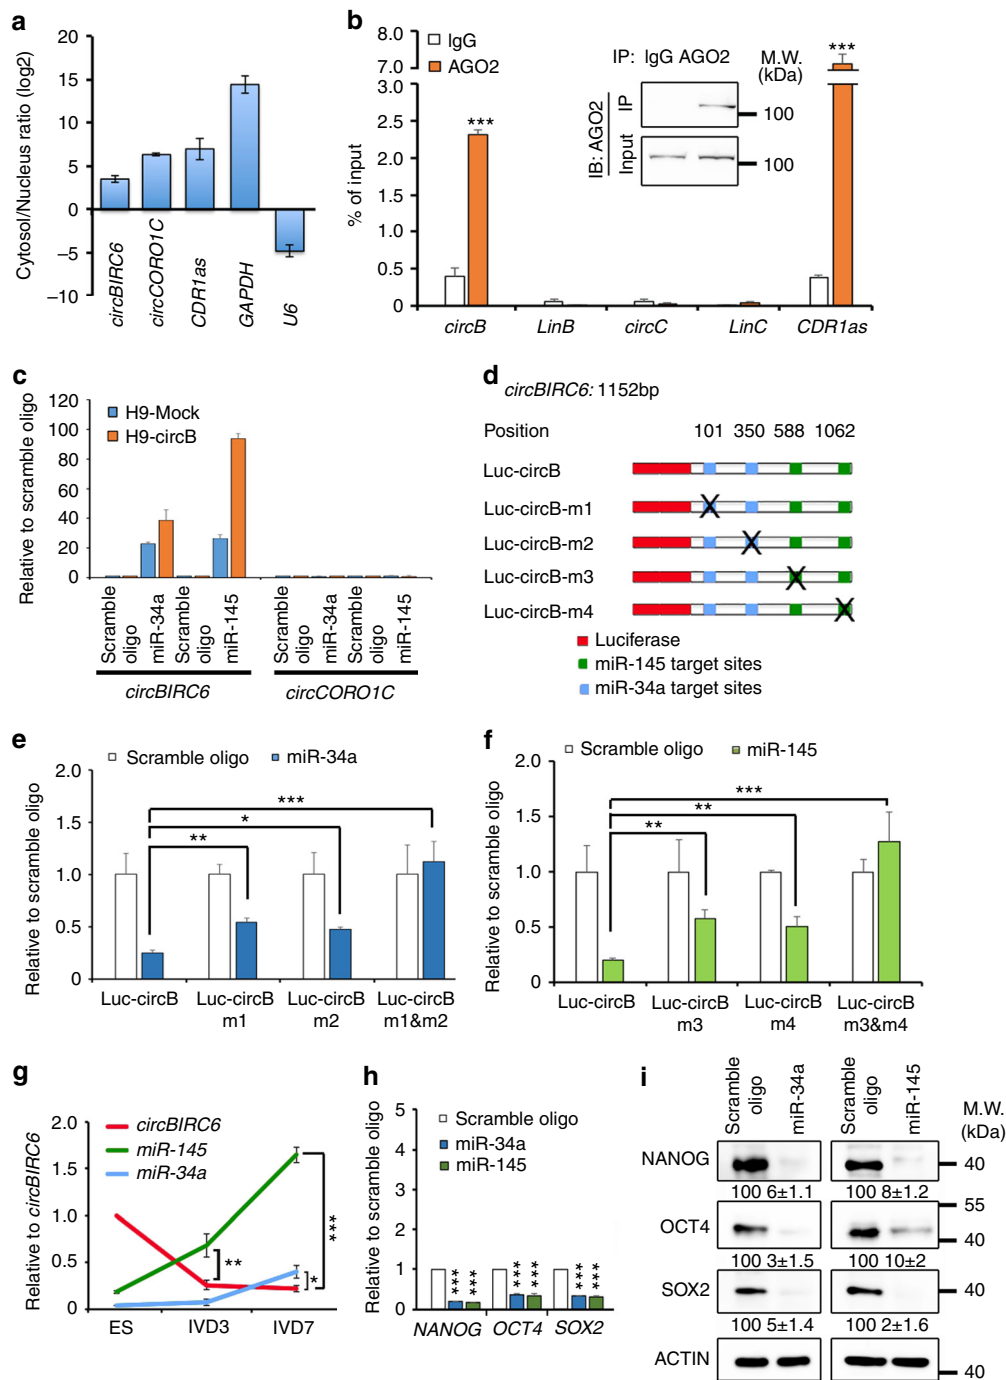 a
20
15
10
5
0
−5
−10
Cytosol/Nucleus ratio (log2)
circBIRC6
circCORO1C
CDR1as
GAPDH
U6
b
IgG
AGO2
8.0
7.0
3.0
2.5
2.0
1.5
1.0
0.5
0
% of input
***
***
circB
LinB
circC
LinC
CDR1as
IP: IgG AGO2
M.W.
(kDa)
IB: AGO2
IP
Input
100
100
c
H9-Mock
H9-circB
120
100
80
60
40
20
0
Relative to scramble oligo
Scramble
oligo
miR-34a
Scramble
oligo
miR-145
Scramble
oligo
miR-34a
Scramble
oligo
miR-145
circBIRC6
circCORO1C
d
circBIRC6: 1152bp
Position 101 350 588 1062
Luc-circB
Luc-circB-m1
Luc-circB-m2
Luc-circB-m3
Luc-circB-m4
Luciferase
miR-145 target sites
miR-34a target sites
e
Scramble oligo
miR-34a
2.0
1.5
1.0
0.5
0
Relative to scramble oligo
***
*
**
Luc-circB
Luc-circB
m1
Luc-circB
m2
Luc-circB
m1&m2
f
Scramble oligo
miR-145
2.0
1.5
1.0
0.5
0
Relative to scramble oligo
***
**
**
Luc-circB
Luc-circB
m3
Luc-circB
m4
Luc-circB
m3&m4
g
circBIRC6
miR-145
miR-34a
2.0
1.5
1.0
0.5
0
Relative to circBIRC6
**
*
***
ES
IVD3
IVD7
h
Scramble oligo
miR-34a
miR-145
5
4
3
2
1
0
Relative to scramble oligo
***
***
***
***
***
***
NANOG
OCT4
SOX2
i
Scramble
oligo
miR-34a
Scramble
oligo
miR-145
M.W.
(kDa)
NANOG
40
100 6±1.1
100 8±1.2
OCT4
55
40
100 3±1.5
100 10±2
SOX2
40
100 5±1.4
100 2±1.6
ACTIN
40